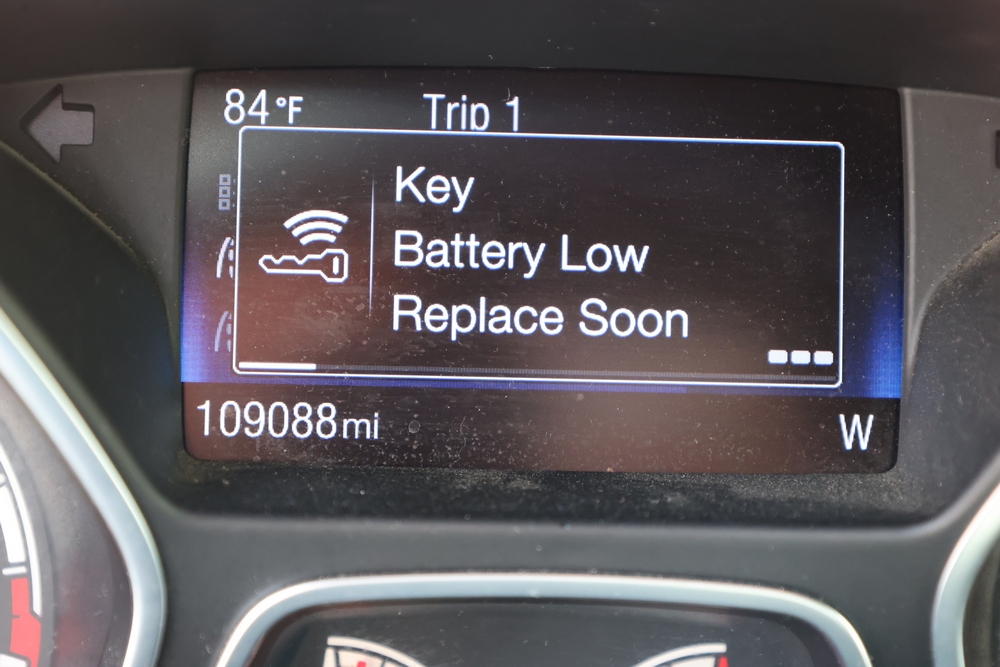 84°F Trip 1
Key
Battery Low
Replace Soon
109088mi W